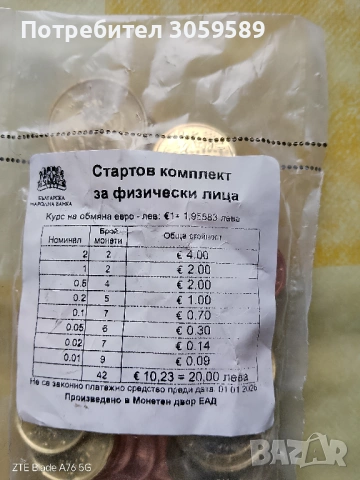 Потребител 3059589
БЪЛГАРСКА
НАРОДНА БАНКА
Стартов комплект
за физически лица
Курс на обмяна евро - лева: €1= 1,95583 лева
Номинал Брой монети Обща стойност
2 2 € 4.00
1 2 € 2.00
0.5 4 € 2.00
0.2 5 € 1.00
0.1 7 € 0.70
0.05 6 € 0.30
0.02 7 € 0.14
0.01 9 € 0.09
42 € 10,23 = 20,00 лева
Не са законно платежно средство преди дата 01.01.2026
Произведено в Монетен двор ЕАД
ZTE Blade A76 5G
BAZAR